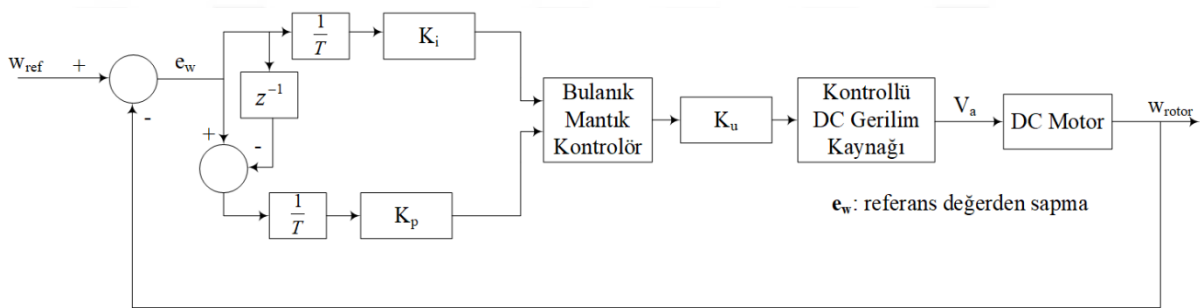 w_ref
+
-
e_w
1/T
K_i
z^-1
+
-
1/T
K_p
Bulanık
Mantık
Kontrolör
K_u
Kontrollü
DC Gerilim
Kaynağı
V_a
DC Motor
w_rotor
e_w: referans değerden sapma